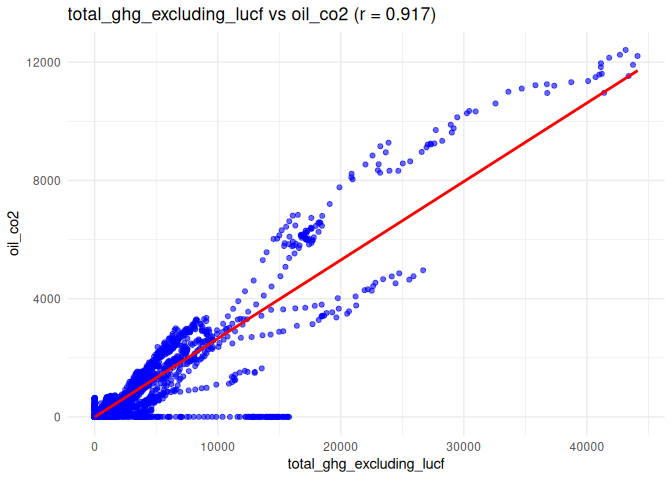 total_ghg_excluding_lucf vs oil_co2 (r = 0.917)
12000
8000
4000
0
oil_co2
0 10000 20000 30000 40000
total_ghg_excluding_lucf